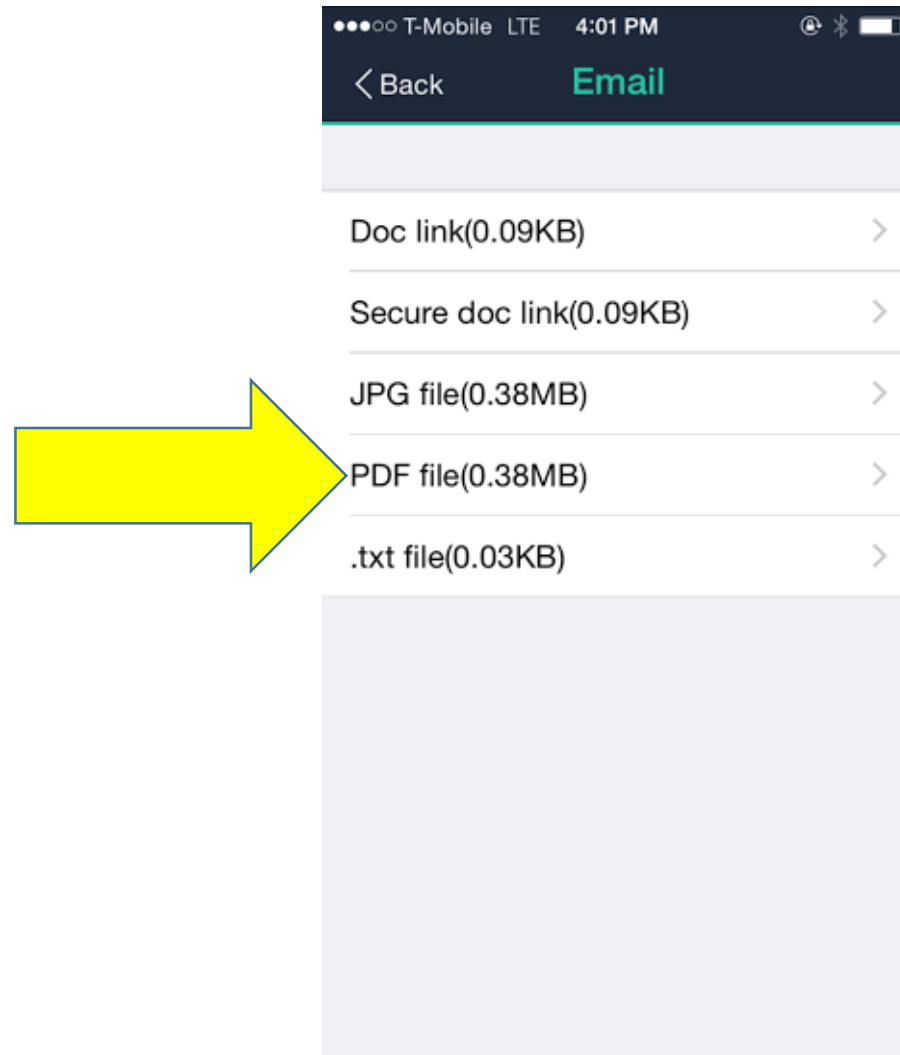 T-Mobile LTE 4:01 PM
Back Email
Doc link(0.09KB)
Secure doc link(0.09KB)
JPG file(0.38MB)
PDF file(0.38MB)
.txt file(0.03KB)